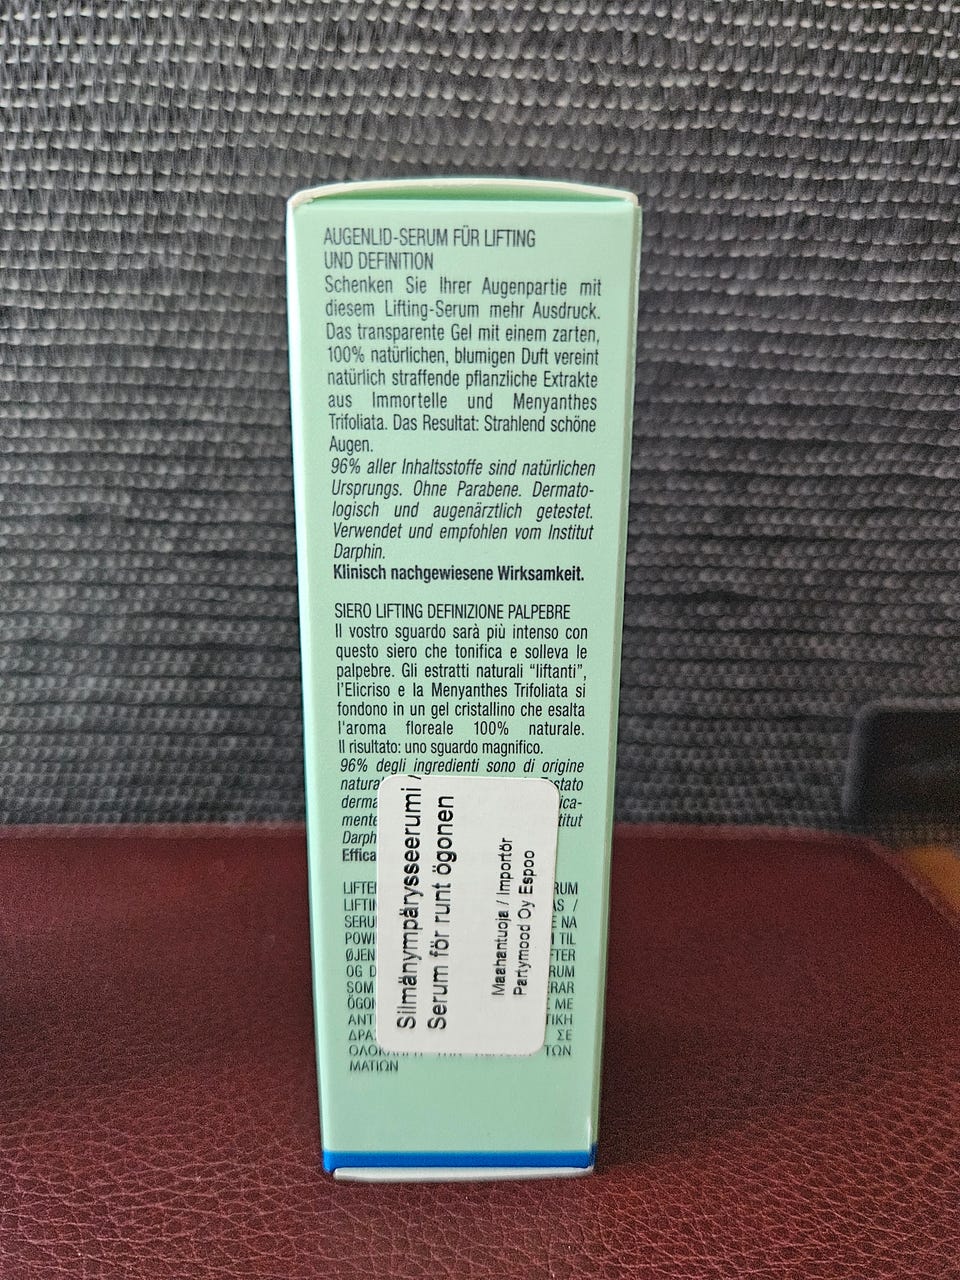 AUGENLID-SERUM FÜR LIFTING
UND DEFINITION
Schenken Sie Ihrer Augenpartie mit
diesem Lifting-Serum mehr Ausdruck.
Das transparente Gel mit einem zarten,
100% natürlichen, blumigen Duft vereint
natürlich straffende pflanzliche Extrakte
aus Immortelle und Menyanthes
Trifoliata. Das Resultat: Strahlend schöne
Augen.
96% aller Inhaltsstoffe sind natürlichen
Ursprungs. Ohne Parabene. Dermato-
logisch und augenärztlich getestet.
Verwendet und empfohlen vom Institut
Darphin.
Klinisch nachgewiesene Wirksamkeit.
SIERO LIFTING DEFINIZIONE PALPEBRE
Il vostro sguardo sarà più intenso con
questo siero che tonifica e solleva le
palpebre. Gli estratti naturali “liftanti”,
l'Elicriso e la Menyanthes Trifoliata si
fondono in un gel cristallino che esalta
l'aroma floreale 100% naturale.
Il risultato: uno sguardo magnifico.
96% degli ingredienti sono di origine
SOM
OG
ΜΕ
ΣΕ
ΤΩΝ
ΜΑΤΙΩΝ
Silmänympärysseerumi /
Serum för runt ögonen
Maahantuoja / Importör
Partymood Oy Espoo